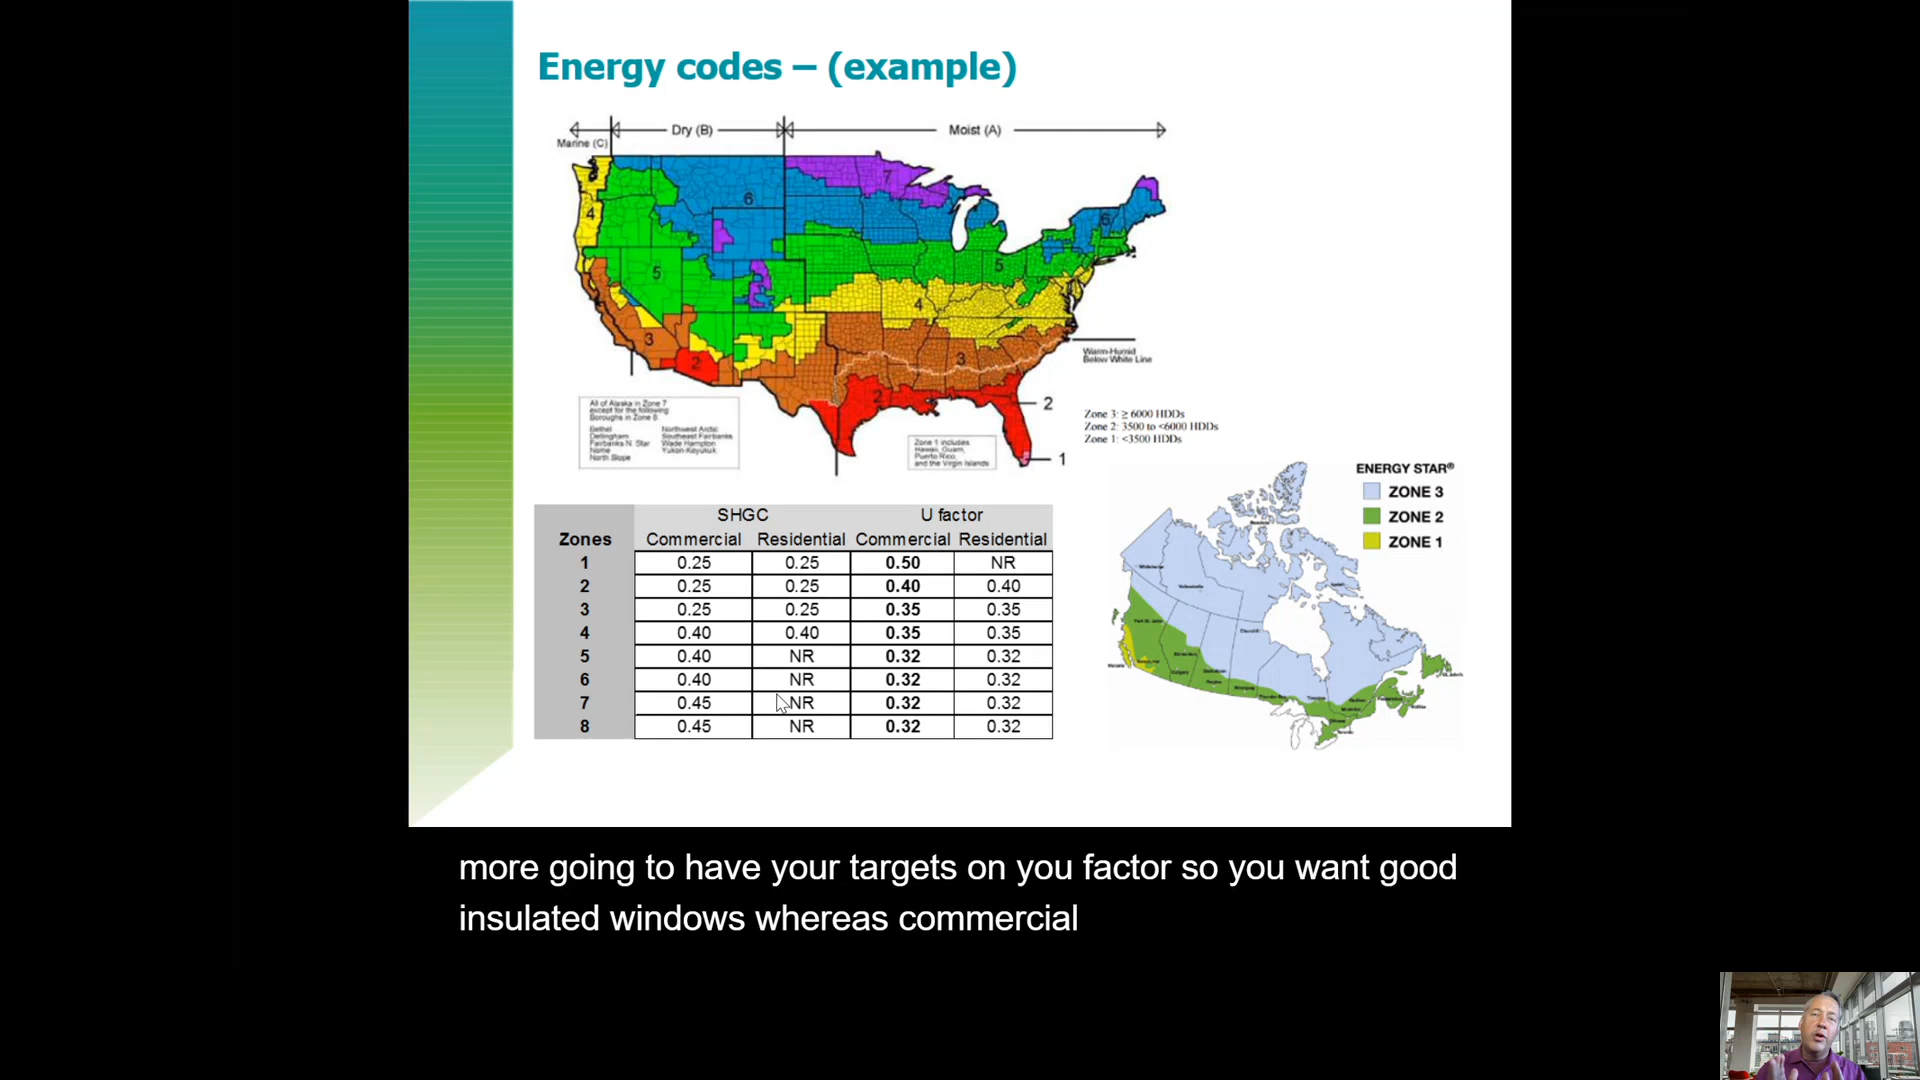 Energy codes – (example)
Marine (C)
Dry (B)
Moist (A)
7
6
6
4
5
5
4
3
3
2
2
Warm-Humid
Below White Line
2
1
All of Alaska in Zone 7
except for the following
Boroughs in Zone 8:
Bethel Northwest Arctic
Dellingham Southeast Fairbanks
Fairbanks N. Star Wade Hampton
Nome Yukon-Koyukuk
North Slope
Zone 1 includes
Hawaii, Guam,
Puerto Rico,
and the Virgin Islands
Zone 3: ≥ 6000 HDDs
Zone 2: 3500 to <6000 HDDs
Zone 1: <3500 HDDs
ENERGY STAR®
ZONE 3
ZONE 2
ZONE 1
SHGC U factor
Zones Commercial Residential Commercial Residential
1 0.25 0.25 0.50 NR
2 0.25 0.25 0.40 0.40
3 0.25 0.25 0.35 0.35
4 0.40 0.40 0.35 0.35
5 0.40 NR 0.32 0.32
6 0.40 NR 0.32 0.32
7 0.45 NR 0.32 0.32
8 0.45 NR 0.32 0.32
more going to have your targets on you factor so you want good
insulated windows whereas commercial